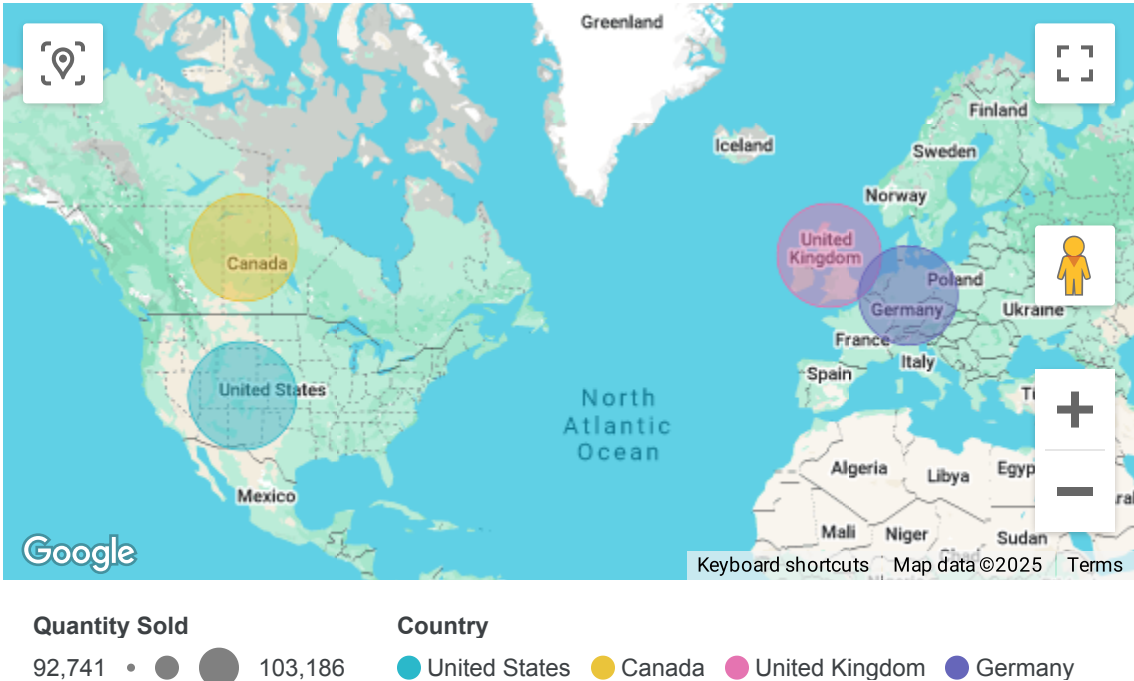 Greenland
Finland
Iceland
Sweden
Norway
United
Kingdom
Canada
Poland
Germany
Ukraine
France
Italy
United States
Spain
North
Atlantic
Ocean
Algeria
Libya
Egyp
Mexico
Mali
Niger
Sudan
Chad
Google
Keyboard shortcuts Map data ©2025 Terms
Quantity Sold
92,741 103,186
Country
United States Canada United Kingdom Germany